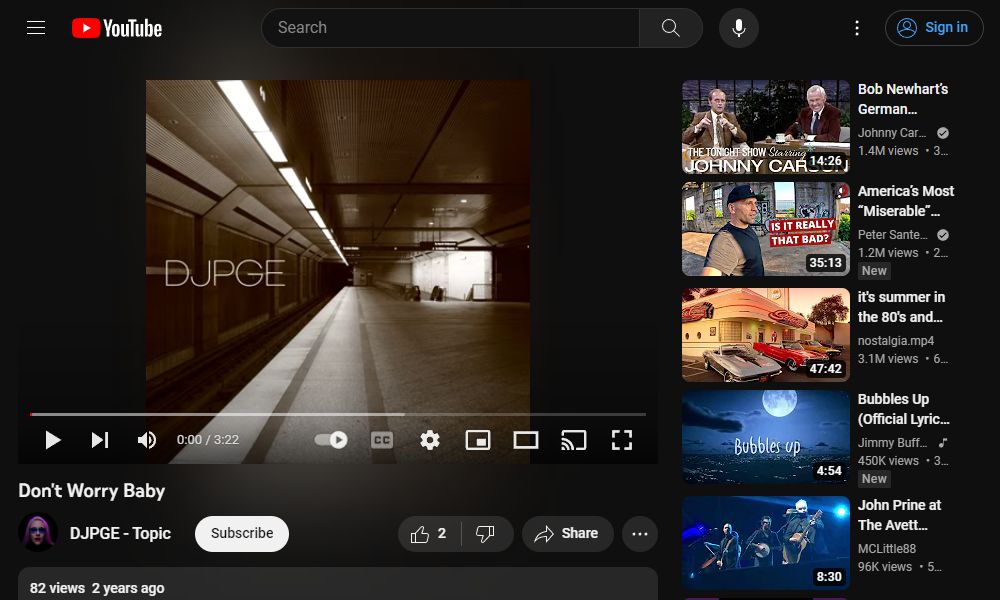 YouTube
Search
Sign in
DJPGE
0:00 / 3:22
CC
Don't Worry Baby
DJPGE - Topic
Subscribe
2
Share
82 views 2 years ago
THE TONIGHT SHOW Starring
JOHNNY CARSON
14:26
Bob Newhart's
German…
Johnny Car…
1.4M views • 3…
IS IT REALLY
THAT BAD?
35:13
America's Most
“Miserable”…
Peter Sante…
1.2M views • 2…
New
47:42
it's summer in
the 80's and…
nostalgia.mp4
3.1M views • 6…
Bubbles up
4:54
Bubbles Up
(Official Lyric…
Jimmy Buff…
450K views • 3…
New
8:30
John Prine at
The Avett…
MCLittle88
96K views • 5…